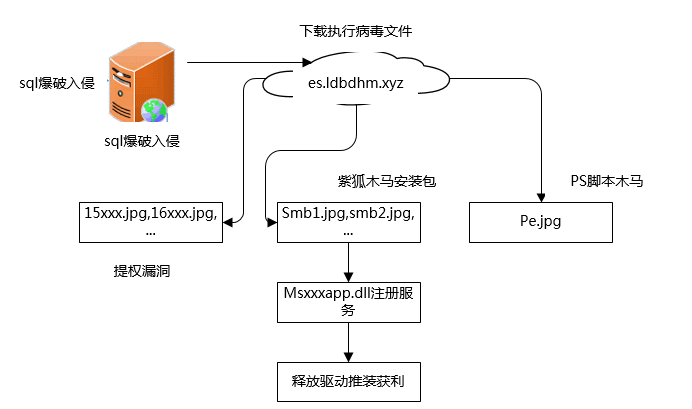 下载执行病毒文件
sql爆破入侵
es.ldbdhm.xyz
sql爆破入侵
紫狐木马安装包
PS脚本木马
15xxx.jpg,16xxx.jpg,
...
Smb1.jpg,smb2.jpg,
...
Pe.jpg
提权漏洞
Msxxxapp.dll注册服
务
释放驱动推装获利